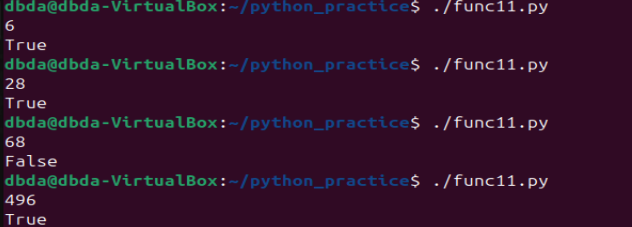 dbda@dbda-VirtualBox:~/python_practice$ ./func11.py
6
True
dbda@dbda-VirtualBox:~/python_practice$ ./func11.py
28
True
dbda@dbda-VirtualBox:~/python_practice$ ./func11.py
68
False
dbda@dbda-VirtualBox:~/python_practice$ ./func11.py
496
True